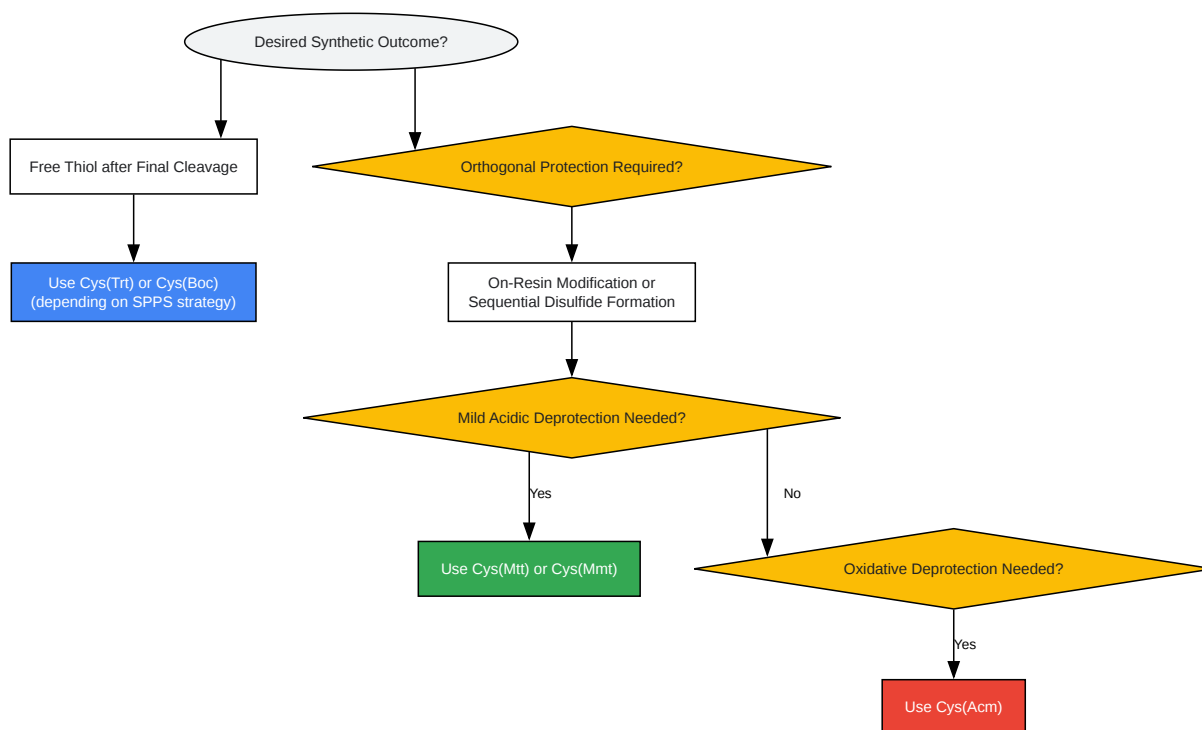 Desired Synthetic Outcome?
Free Thiol after Final Cleavage
Orthogonal Protection Required?
Use Cys(Trt) or Cys(Boc)
(depending on SPPS strategy)
On-Resin Modification or
Sequential Disulfide Formation
Mild Acidic Deprotection Needed?
Yes
No
Use Cys(Mtt) or Cys(Mmt)
Oxidative Deprotection Needed?
Yes
Use Cys(Acm)